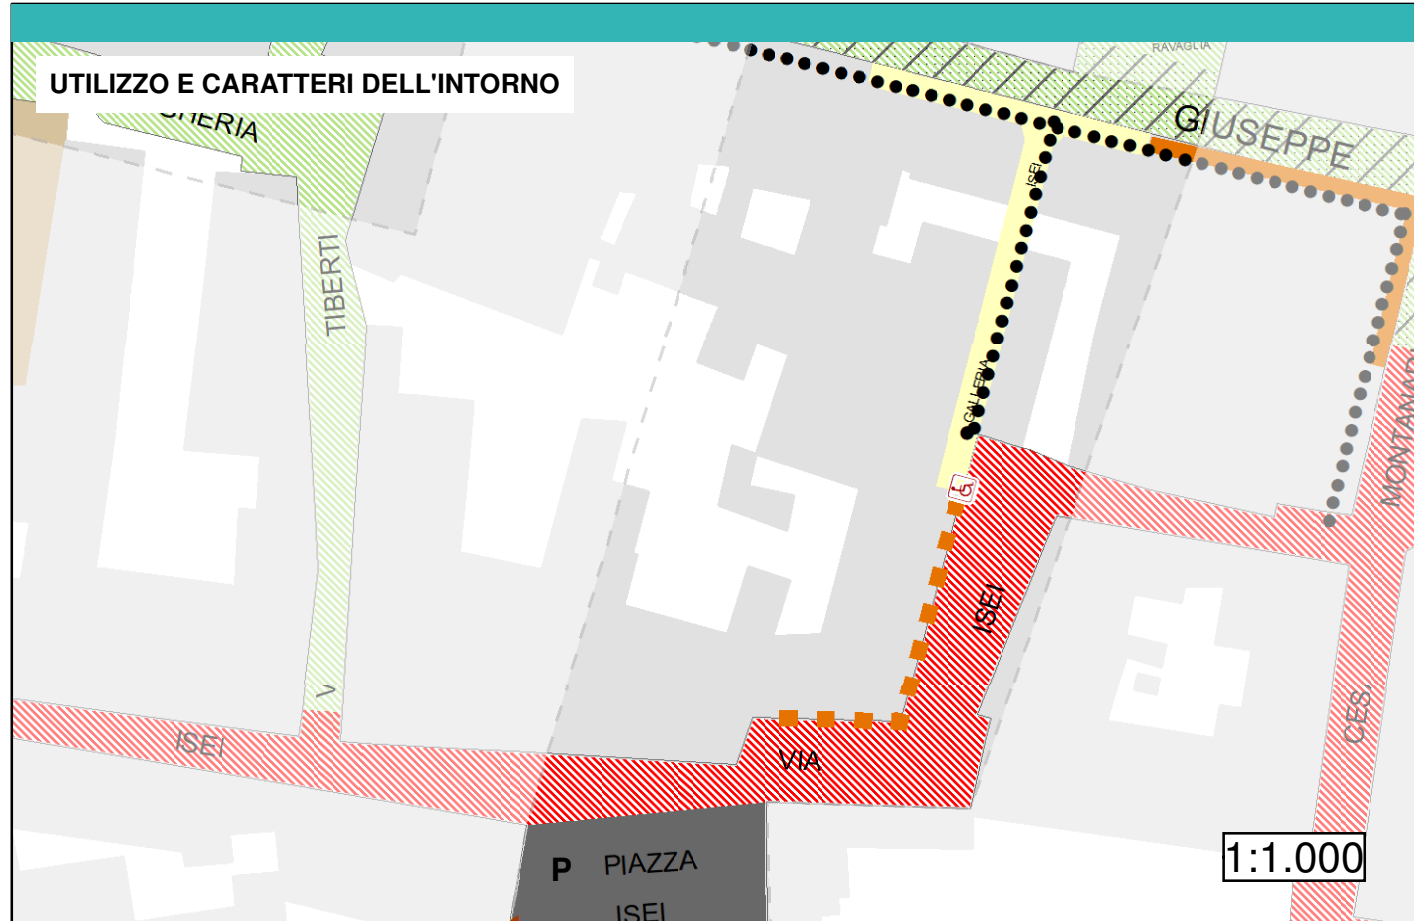 RAVAGLIA
UTILIZZO E CARATTERI DELL'INTORNO
GIUSEPPE
ISEI
TIBERTI
GALLERIA
MONTANARI
ISEI
V
CES.
ISEI
VIA
1:1.000
P PIAZZA
ISEI